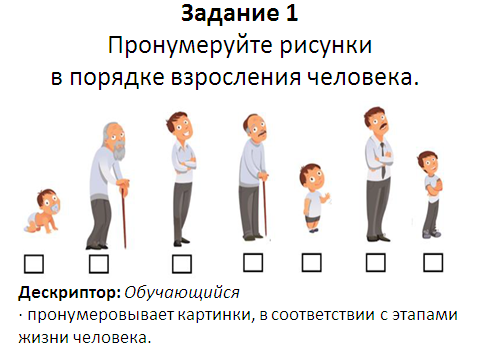 Задание 1
Пронумеруйте рисунки
в порядке взросления человека.
Дескриптор: Обучающийся
· пронумеровывает картинки, в соответствии с этапами
жизни человека.